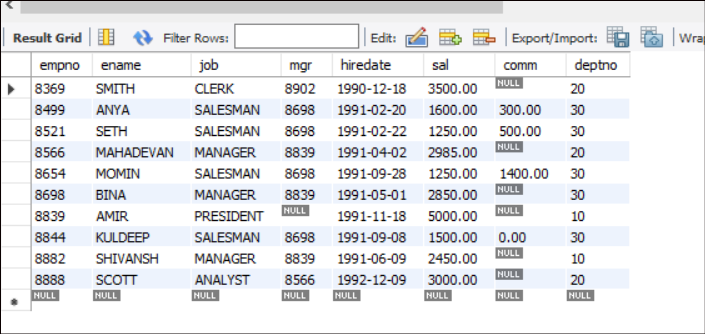 Result Grid Filter Rows: Edit: Export/Import: Wrap
empno ename job mgr hiredate sal comm deptno
8369 SMITH CLERK 8902 1990-12-18 3500.00 NULL 20
8499 ANYA SALESMAN 8698 1991-02-20 1600.00 300.00 30
8521 SETH SALESMAN 8698 1991-02-22 1250.00 500.00 30
8566 MAHADEVAN MANAGER 8839 1991-04-02 2985.00 NULL 20
8654 MOMIN SALESMAN 8698 1991-09-28 1250.00 1400.00 30
8698 BINA MANAGER 8839 1991-05-01 2850.00 NULL 30
8839 AMIR PRESIDENT NULL 1991-11-18 5000.00 NULL 10
8844 KULDEEP SALESMAN 8698 1991-09-08 1500.00 0.00 30
8882 SHIVANSH MANAGER 8839 1991-06-09 2450.00 NULL 10
8888 SCOTT ANALYST 8566 1992-12-09 3000.00 NULL 20
NULL NULL NULL NULL NULL NULL NULL NULL